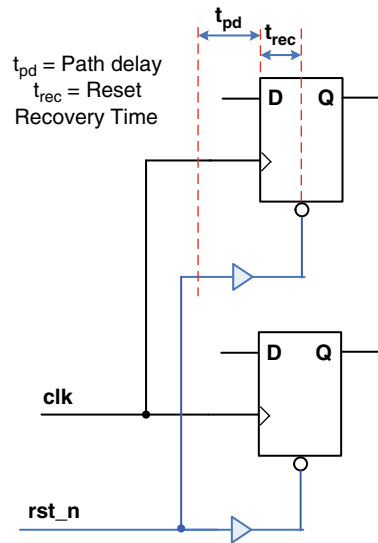 tpd
trec
tpd = Path delay
trec = Reset
Recovery Time
D Q
D Q
clk
rst_n